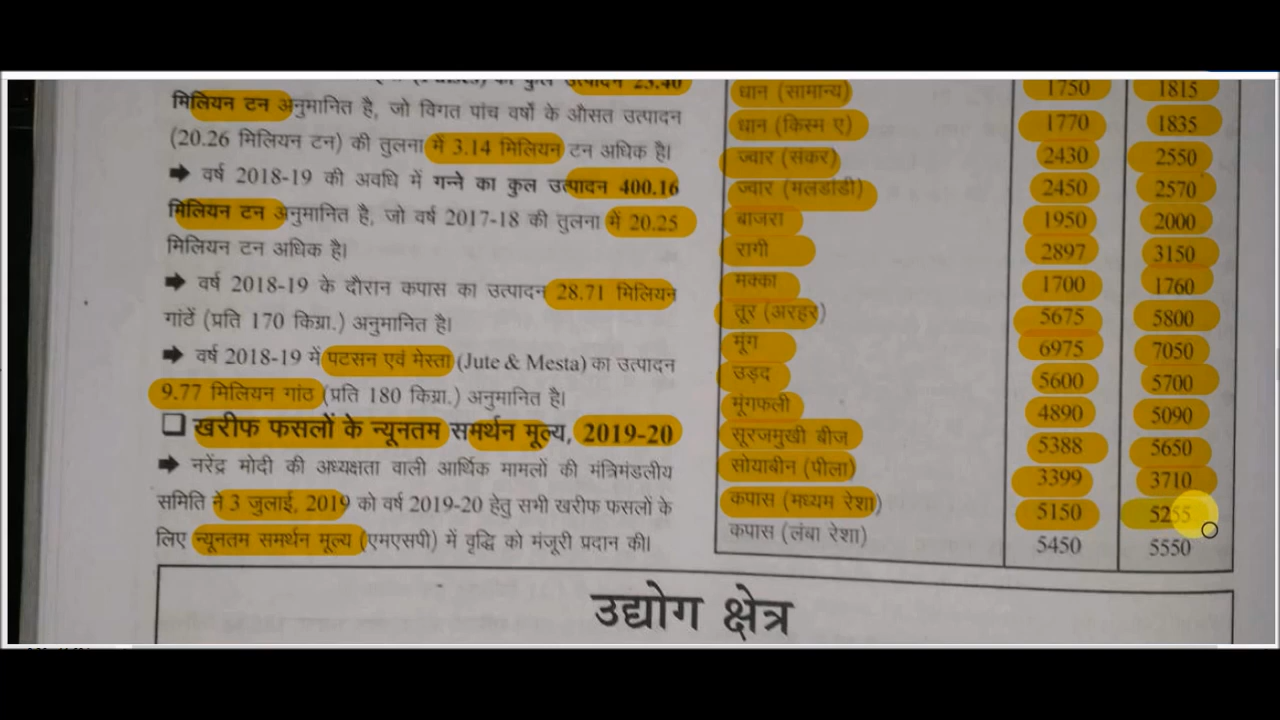 कुल उत्पादन 23.40
मिलियन टन अनुमानित है, जो विगत पांच वर्षों के औसत उत्पादन
(20.26 मिलियन टन) की तुलना में 3.14 मिलियन टन अधिक है।
➡ वर्ष 2018-19 की अवधि में गन्ने का कुल उत्पादन 400.16
मिलियन टन अनुमानित है, जो वर्ष 2017-18 की तुलना में 20.25
मिलियन टन अधिक है।
➡ वर्ष 2018-19 के दौरान कपास का उत्पादन 28.71 मिलियन
गांठें (प्रति 170 किग्रा.) अनुमानित है।
➡ वर्ष 2018-19 में पटसन एवं मेस्ता (Jute & Mesta) का उत्पादन
9.77 मिलियन गांठ (प्रति 180 किग्रा.) अनुमानित है।
❑ खरीफ फसलों के न्यूनतम समर्थन मूल्य, 2019-20
➡ नरेंद्र मोदी की अध्यक्षता वाली आर्थिक मामलों की मंत्रिमंडलीय
समिति ने 3 जुलाई, 2019 को वर्ष 2019-20 हेतु सभी खरीफ फसलों के
लिए न्यूनतम समर्थन मूल्य (एमएसपी) में वृद्धि को मंजूरी प्रदान की।
धान (सामान्य) 1750 1815
धान (किस्म ए) 1770 1835
ज्वार (संकर) 2430 2550
ज्वार (मलडांडी) 2450 2570
बाजरा 1950 2000
रागी 2897 3150
मक्का 1700 1760
तूर (अरहर) 5675 5800
मूंग 6975 7050
उड़द 5600 5700
मूंगफली 4890 5090
सूरजमुखी बीज 5388 5650
सोयाबीन (पीला) 3399 3710
कपास (मध्यम रेशा) 5150 5255
कपास (लंबा रेशा) 5450 5550
उद्योग क्षेत्र